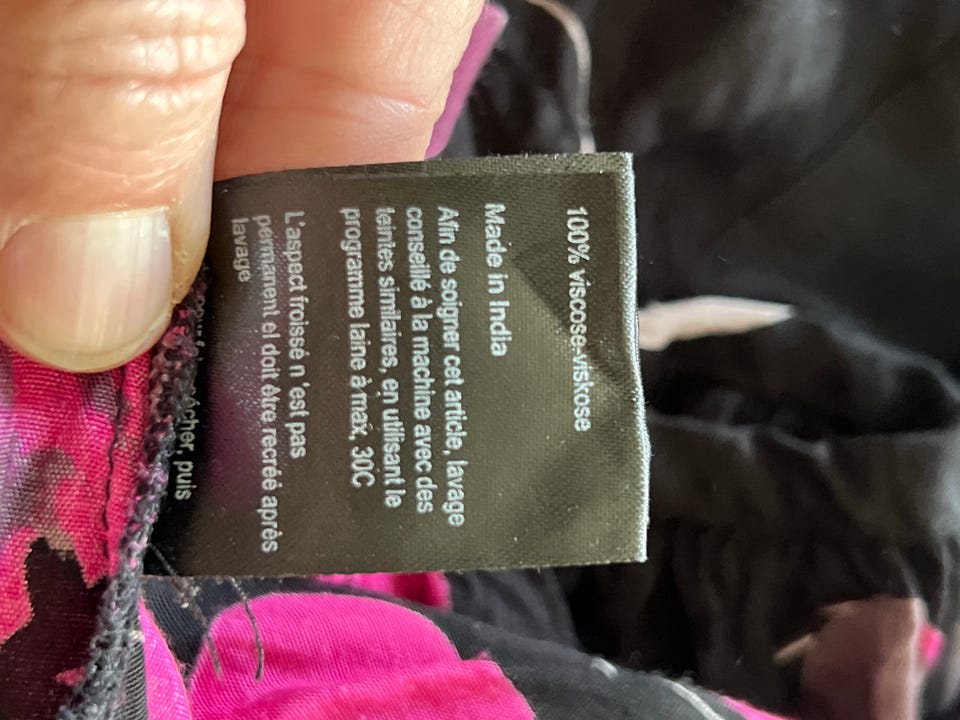 100% viscose-viskose
Made in India
Afin de soigner cet article, lavage
conseillé à la machine avec des
teintes similaires, en utilisant le
programme laine à max, 30C
L'aspect froissé n 'est pas
permanent et doit être recréé après
lavage
puis